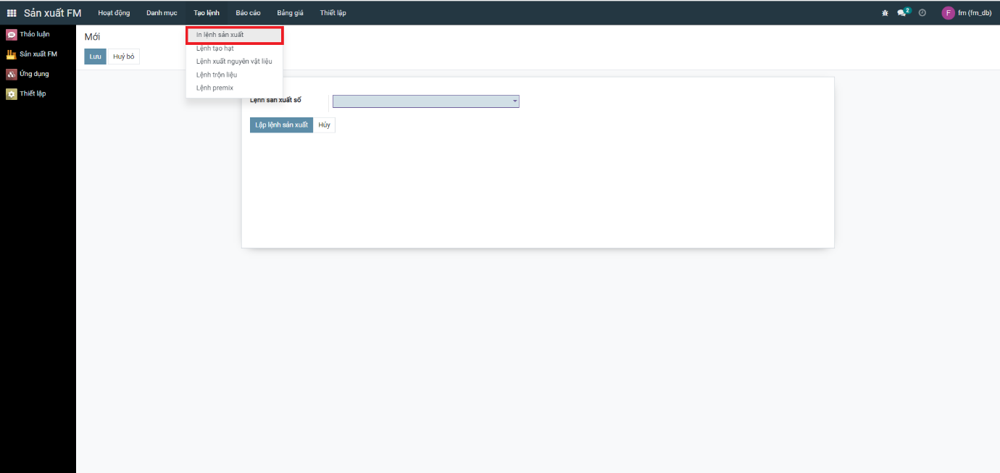 Sản xuất FM Hoạt động Danh mục Tạo lệnh Báo cáo Bảng giá Thiết lập 2 F fm (fm_db)
Thảo luận
Sản xuất FM
Ứng dụng
Thiết lập
Mới
Lưu Huỷ bỏ
In lệnh sản xuất
Lệnh tạo hạt
Lệnh xuất nguyên vật liệu
Lệnh trộn liệu
Lệnh premix
Lệnh sản xuất số
Lập lệnh sản xuất Hủy